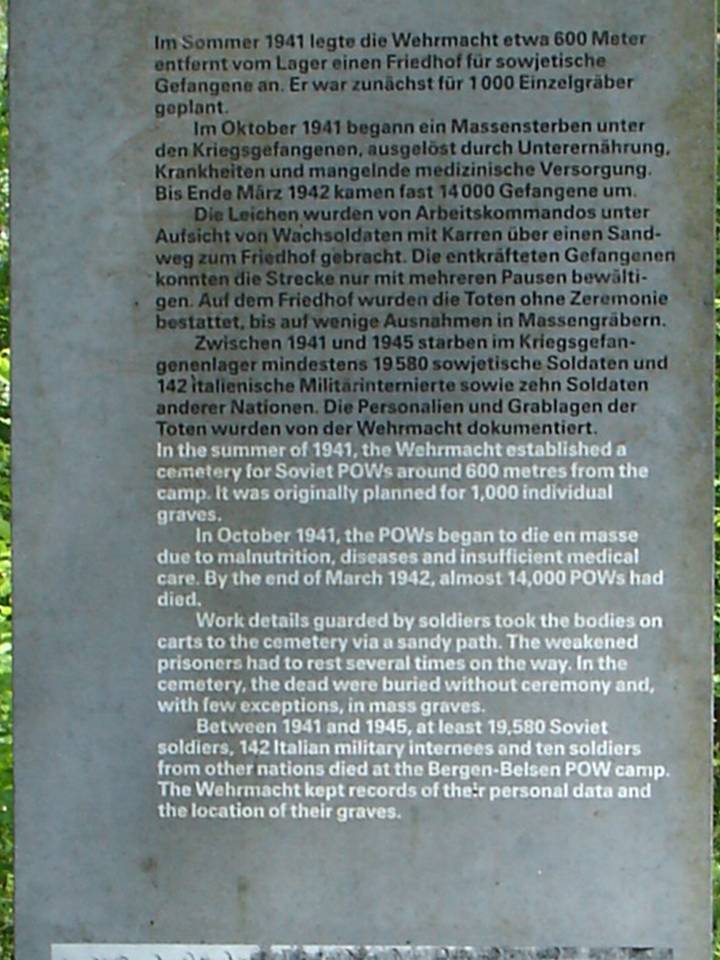 Im Sommer 1941 legte die Wehrmacht etwa 600 Meter
entfernt vom Lager einen Friedhof für sowjetische
Gefangene an. Er war zunächst für 1 000 Einzelgräber
geplant.
Im Oktober 1941 begann ein Massensterben unter
den Kriegsgefangenen, ausgelöst durch Unterernährung,
Krankheiten und mangelnde medizinische Versorgung.
Bis Ende März 1942 kamen fast 14 000 Gefangene um.
Die Leichen wurden von Arbeitskommandos unter
Aufsicht von Wachsoldaten mit Karren über einen Sand-
weg zum Friedhof gebracht. Die entkräfteten Gefangenen
konnten die Strecke nur mit mehreren Pausen bewälti-
gen. Auf dem Friedhof wurden die Toten ohne Zeremonie
bestattet, bis auf wenige Ausnahmen in Massengräbern.
Zwischen 1941 und 1945 starben im Kriegsgefan-
genenlager mindestens 19 580 sowjetische Soldaten und
142 italienische Militärinternierte sowie zehn Soldaten
anderer Nationen. Die Personalien und Grablagen der
Toten wurden von der Wehrmacht dokumentiert.
In the summer of 1941, the Wehrmacht established a
cemetery for Soviet POWs around 600 metres from the
camp. It was originally planned for 1,000 individual
graves.
In October 1941, the POWs began to die en masse
due to malnutrition, diseases and insufficient medical
care. By the end of March 1942, almost 14,000 POWs had
died.
Work details guarded by soldiers took the bodies on
carts to the cemetery via a sandy path. The weakened
prisoners had to rest several times on the way. In the
cemetery, the dead were buried without ceremony and,
with few exceptions, in mass graves.
Between 1941 and 1945, at least 19,580 Soviet
soldiers, 142 Italian military internees and ten soldiers
from other nations died at the Bergen-Belsen POW camp.
The Wehrmacht kept records of their personal data and
the location of their graves.